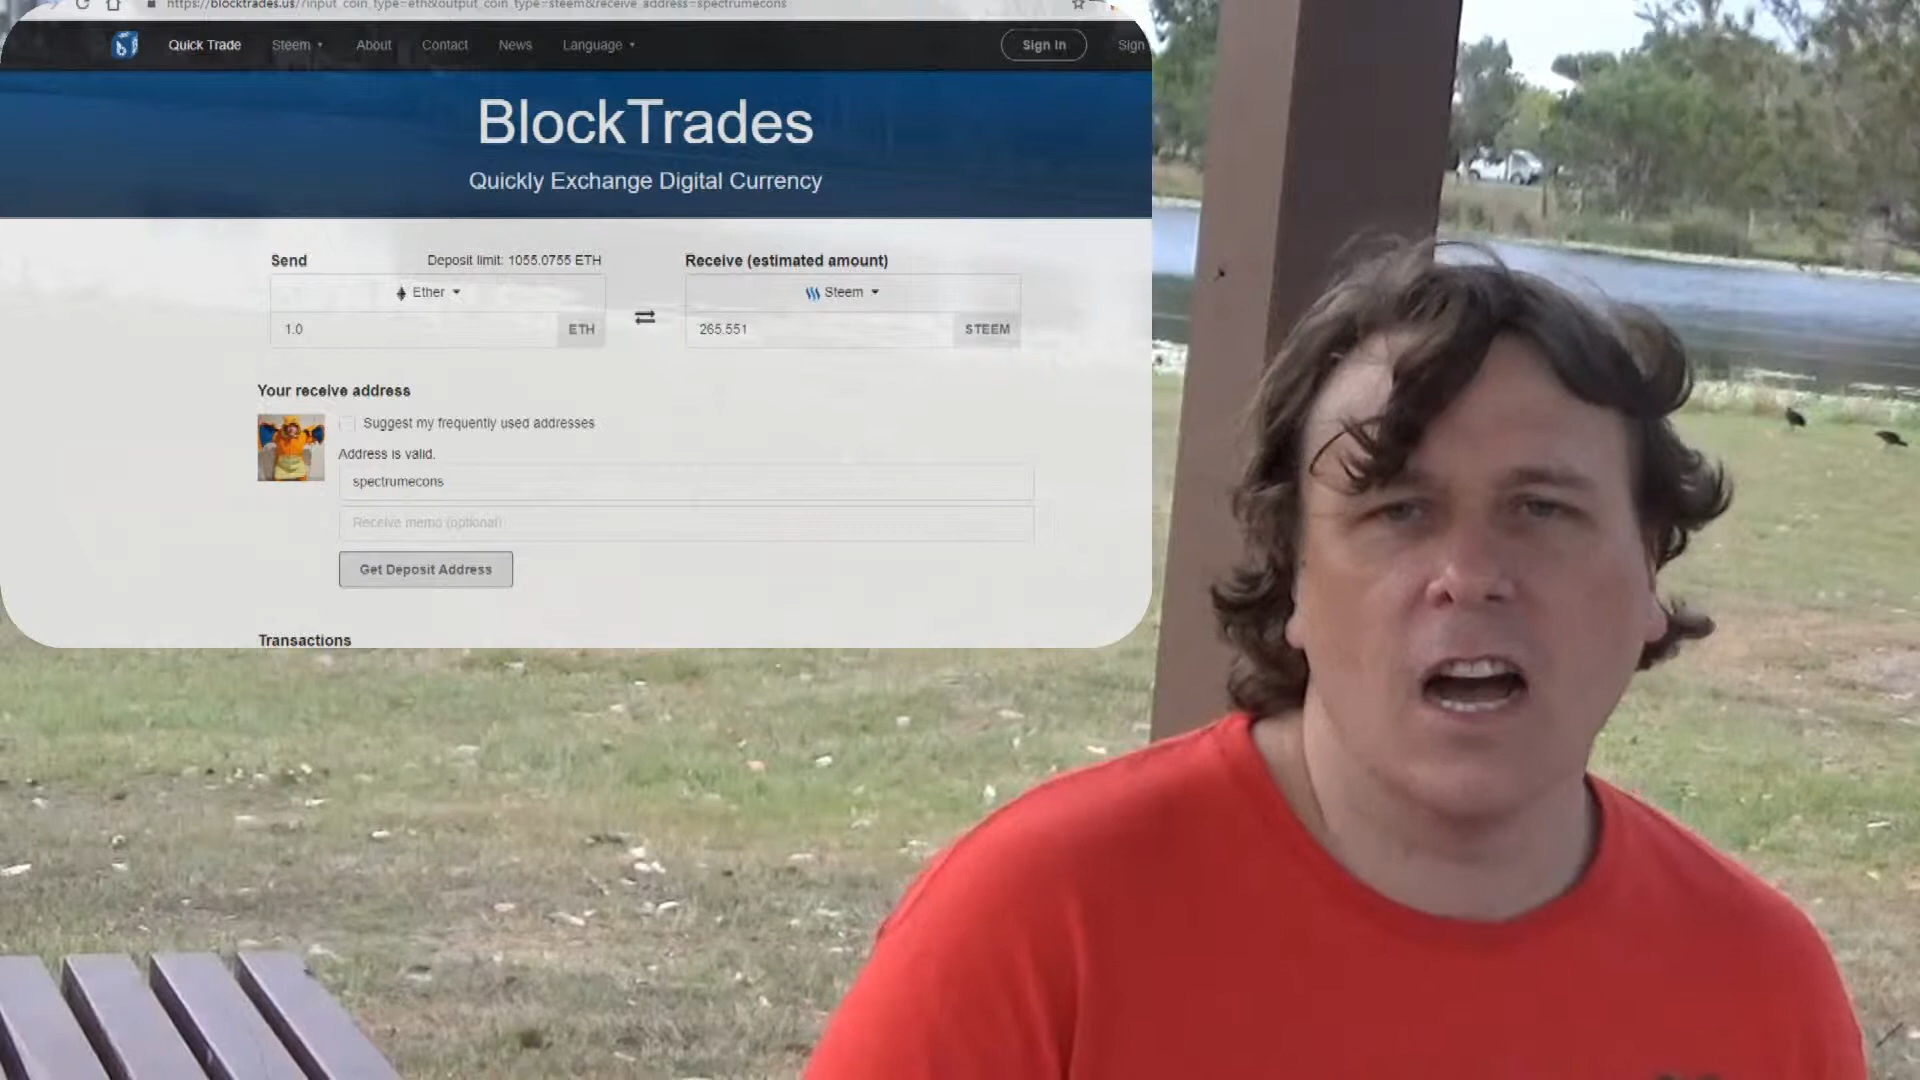 https://blocktrades.us/?input_coin_type=eth&output_coin_type=steem&receive_address=spectrumecons
Quick Trade Steem About Contact News Language Sign In Sign
BlockTrades
Quickly Exchange Digital Currency
Send Deposit limit: 1055.0755 ETH Receive (estimated amount)
Ether Steem
1.0 ETH 265.551 STEEM
Your receive address
Suggest my frequently used addresses
Address is valid.
spectrumecons
Receive memo (optional)
Get Deposit Address
Transactions